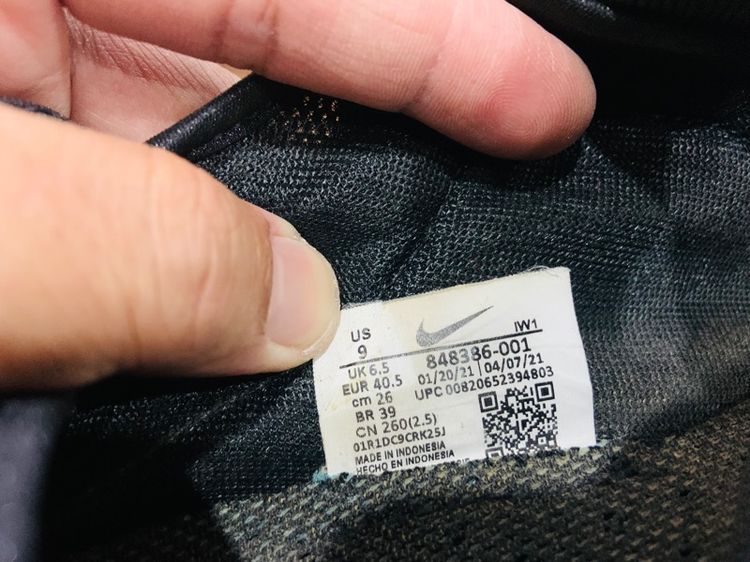 US
9
IW1
UK 6.5
848386-001
EUR 40.5
01/20/21 | 04/07/21
cm 26
UPC 00820652394803
BR 39
CN 260(2.5)
01R1DC9CRK25J
MADE IN INDONESIA
HECHO EN INDONESIA